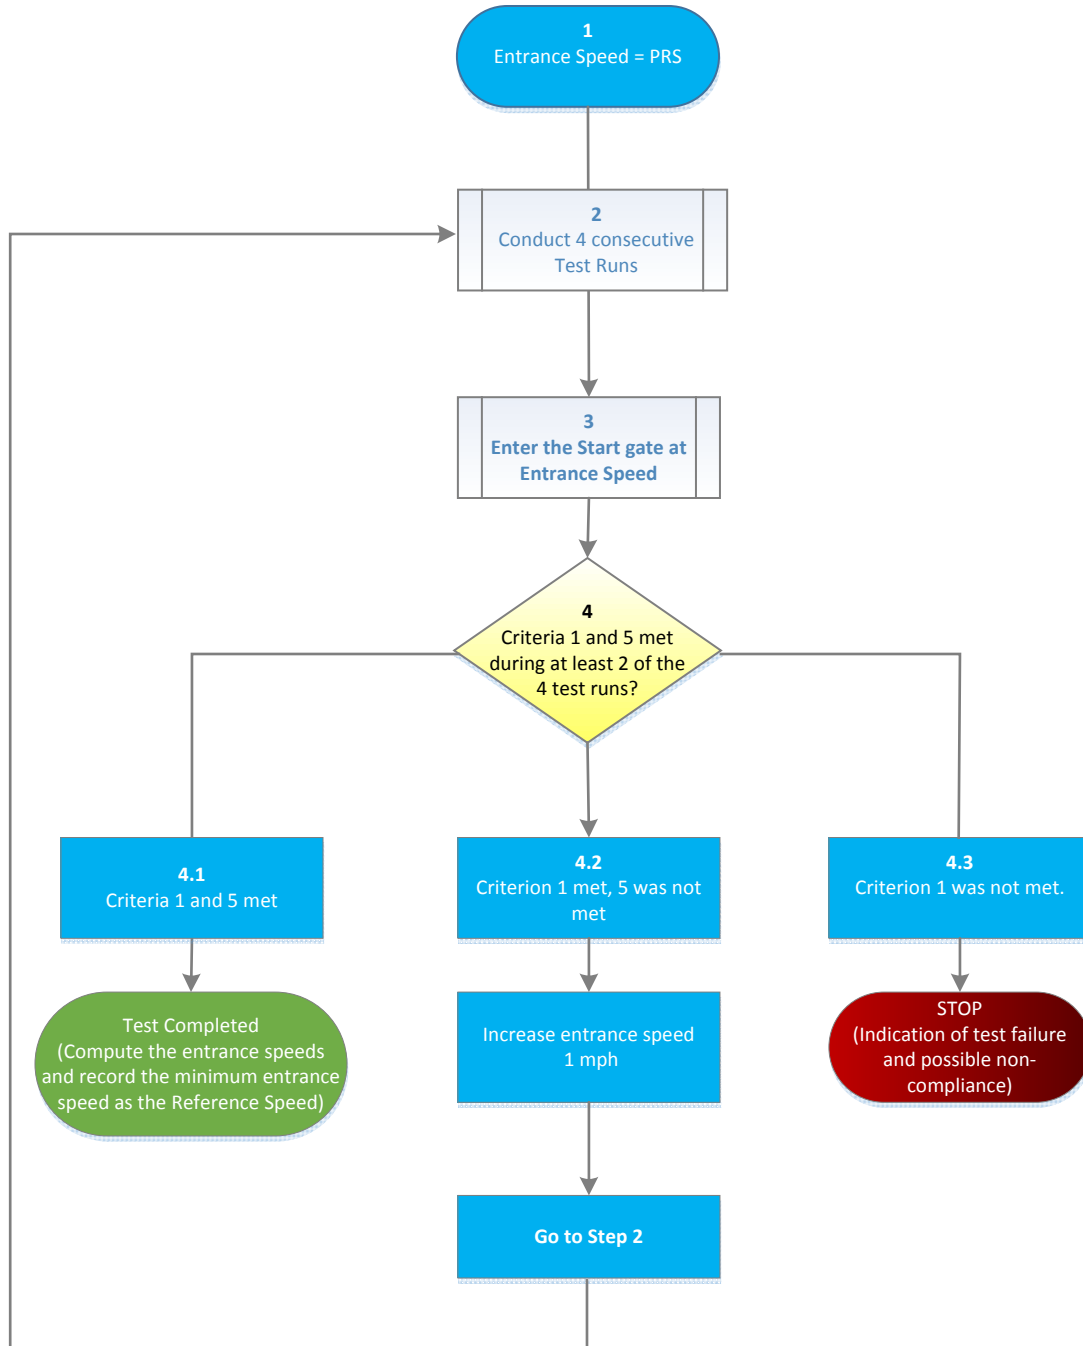 1
Entrance Speed = PRS
2
Conduct 4 consecutive
Test Runs
3
Enter the Start gate at
Entrance Speed
4
Criteria 1 and 5 met
during at least 2 of the
4 test runs?
4.1
Criteria 1 and 5 met
4.2
Criterion 1 met, 5 was not
met
4.3
Criterion 1 was not met.
Test Completed
(Compute the entrance speeds
and record the minimum entrance
speed as the Reference Speed)
Increase entrance speed
1 mph
STOP
(Indication of test failure
and possible non-
compliance)
Go to Step 2